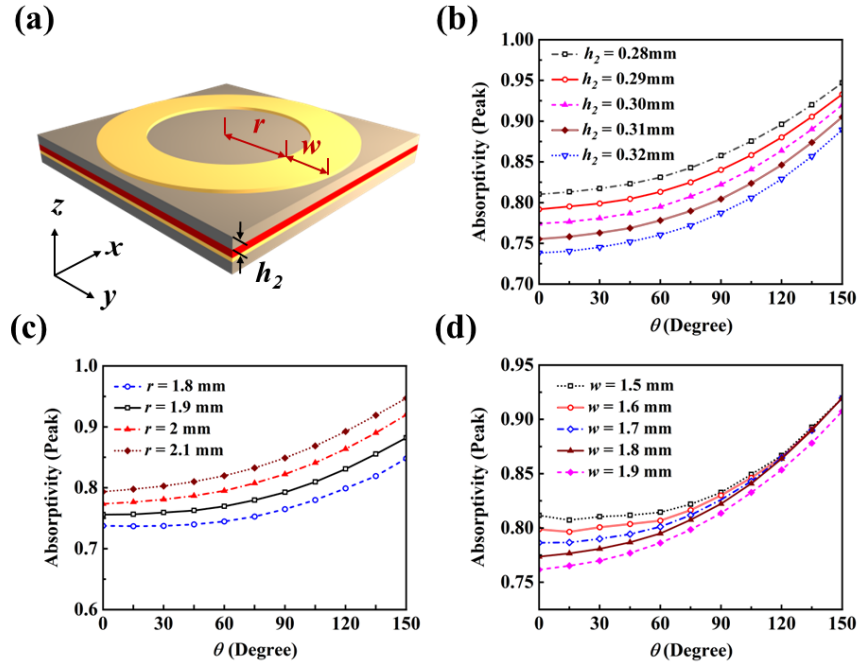 (a)
r
w
z
x
y
h2
(b)
1.00
0.95
0.90
0.85
0.80
0.75
0.70
Absorptivity (Peak)
h2 = 0.28mm
h2 = 0.29mm
h2 = 0.30mm
h2 = 0.31mm
h2 = 0.32mm
0 30 60 90 120 150
θ (Degree)
(c)
1.0
0.9
0.8
0.7
0.6
Absorptivity (Peak)
r = 1.8 mm
r = 1.9 mm
r = 2 mm
r = 2.1 mm
0 30 60 90 120 150
θ (Degree)
(d)
0.95
0.90
0.85
0.80
0.75
Absorptivity (Peak)
w = 1.5 mm
w = 1.6 mm
w = 1.7 mm
w = 1.8 mm
w = 1.9 mm
0 30 60 90 120 150
θ (Degree)